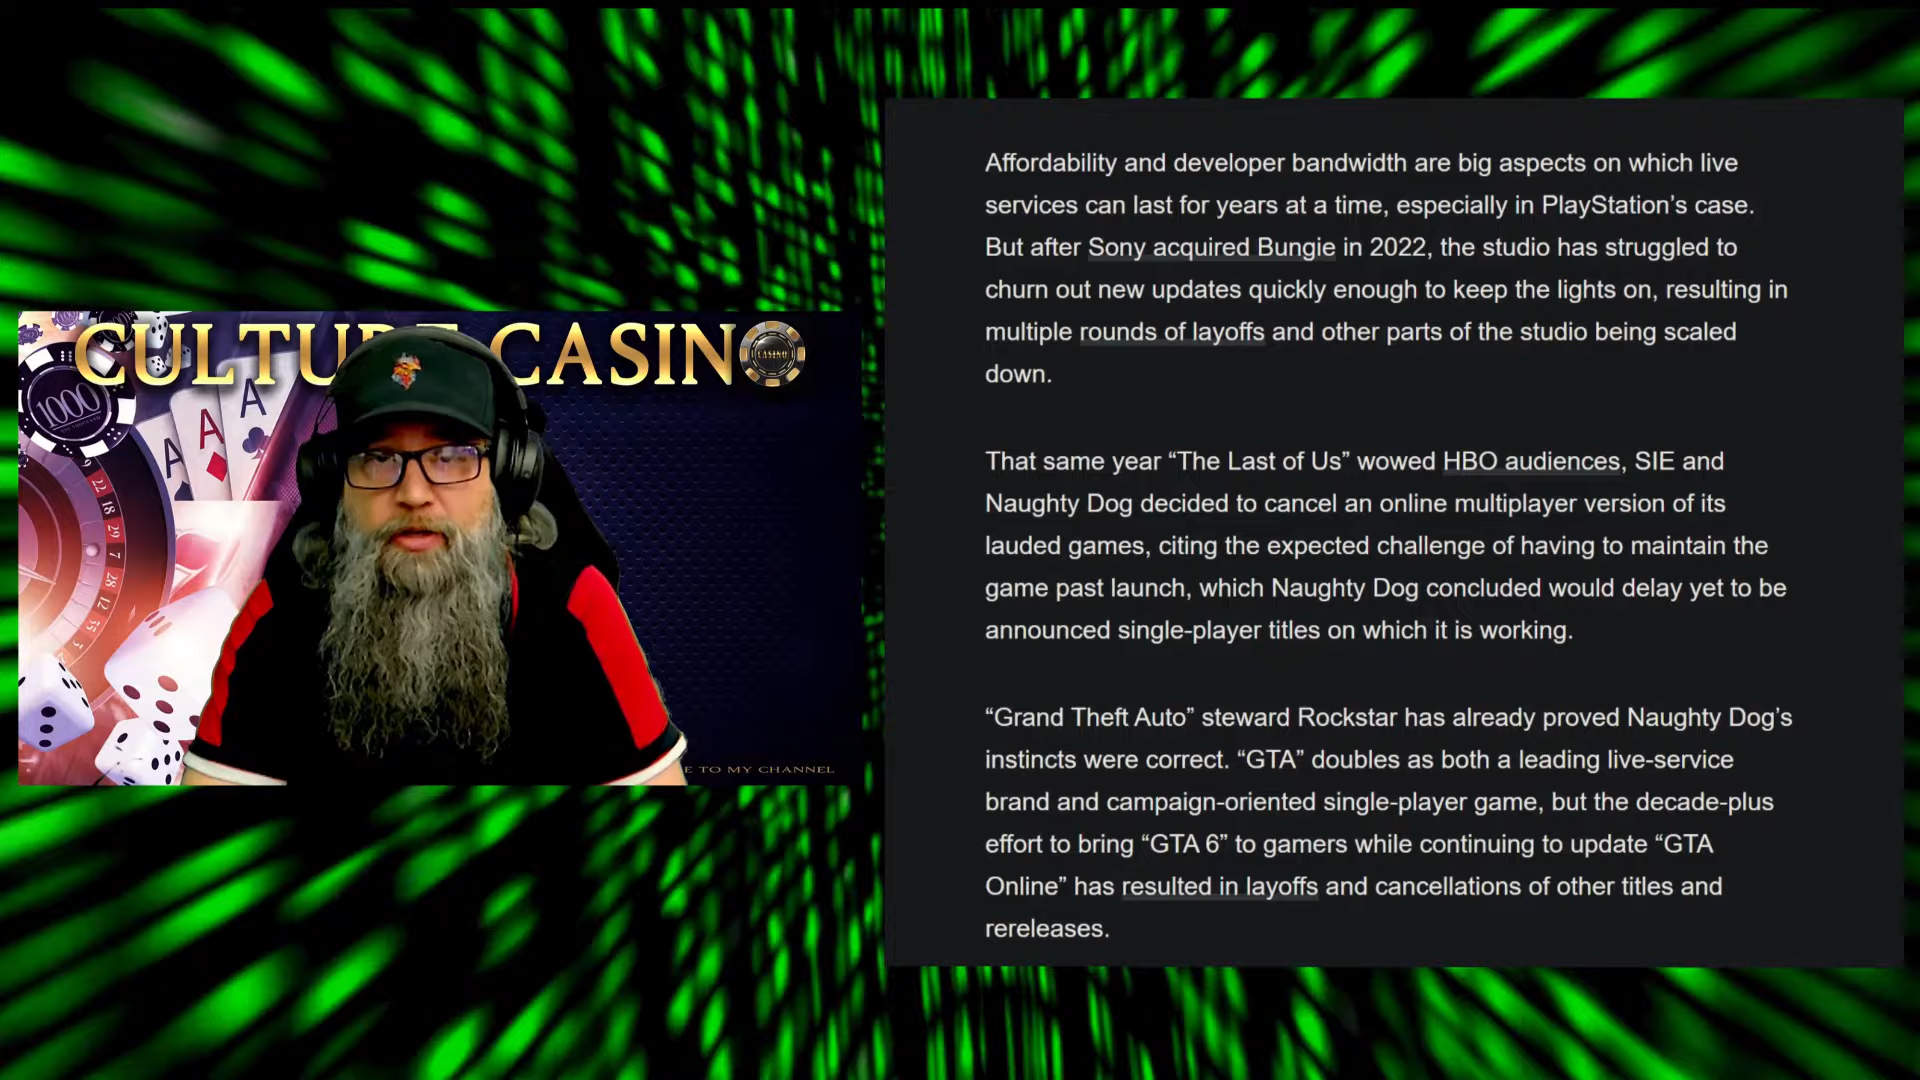 CULTU CASINO
CASINO
1000
A
A
A
22
18
29
7
28
12
35
E TO MY CHANNEL
Affordability and developer bandwidth are big aspects on which live
services can last for years at a time, especially in PlayStation’s case.
But after Sony acquired Bungie in 2022, the studio has struggled to
churn out new updates quickly enough to keep the lights on, resulting in
multiple rounds of layoffs and other parts of the studio being scaled
down.
That same year “The Last of Us” wowed HBO audiences, SIE and
Naughty Dog decided to cancel an online multiplayer version of its
lauded games, citing the expected challenge of having to maintain the
game past launch, which Naughty Dog concluded would delay yet to be
announced single-player titles on which it is working.
“Grand Theft Auto” steward Rockstar has already proved Naughty Dog’s
instincts were correct. “GTA” doubles as both a leading live-service
brand and campaign-oriented single-player game, but the decade-plus
effort to bring “GTA 6” to gamers while continuing to update “GTA
Online” has resulted in layoffs and cancellations of other titles and
rereleases.